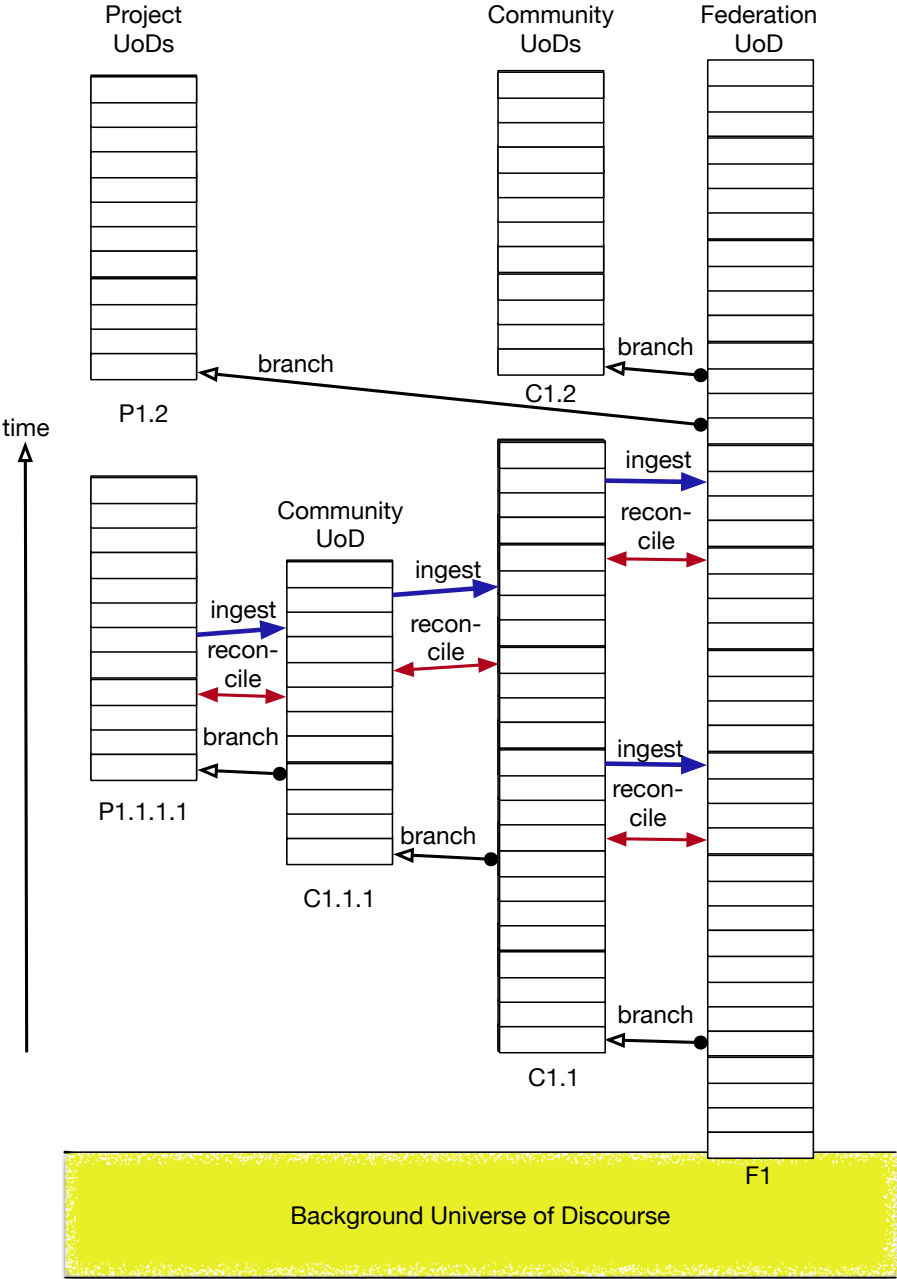 Project
UoDs
Community
UoDs
Federation
UoD
branch
branch
C1.2
P1.2
time
ingest
Community
UoD
recon-
cile
ingest
ingest
recon-
cile
recon-
cile
branch
ingest
recon-
cile
P1.1.1.1
branch
C1.1.1
branch
C1.1
F1
Background Universe of Discourse